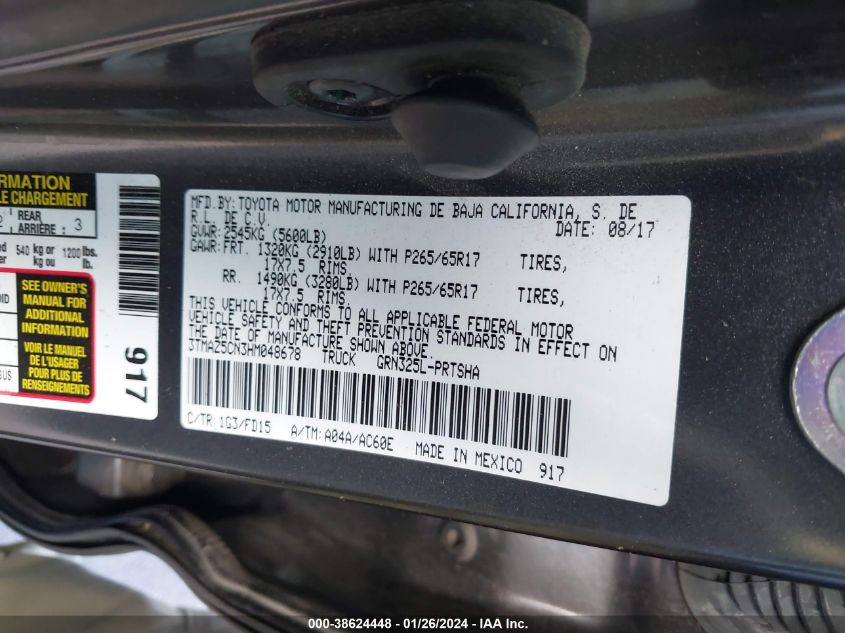 RMATION
LE CHARGEMENT
REAR
ARRIÈRE : 3
540 kg or 1200 lbs.
kg ou lb.
SEE OWNER'S
MANUAL FOR
ADDITIONAL
INFORMATION
VOIR LE MANUEL
DE L'USAGER
POUR PLUS DE
RENSEIGNEMENTS
917
MFD.BY: TOYOTA MOTOR MANUFACTURING DE BAJA CALIFORNIA, S. DE
R.L. DE C.V. DATE: 08/17
GVWR: 2545KG (5600LB)
GAWR: FRT. 1320KG (2910LB) WITH P265/65R17 TIRES,
17X7.5 RIMS,
RR. 1490KG (3280LB) WITH P265/65R17 TIRES,
17X7.5 RIMS.
THIS VEHICLE CONFORMS TO ALL APPLICABLE FEDERAL MOTOR
VEHICLE SAFETY AND THEFT PREVENTION STANDARDS IN EFFECT ON
THE DATE OF MANUFACTURE SHOWN ABOVE.
3TMAZ5CN3HM048678 TRUCK GRN325L-PRTSHA
C/TR: 1G3/FD15 A/TM: A04A/AC60E MADE IN MEXICO 917
000-38624448 - 01/26/2024 - IAA Inc.